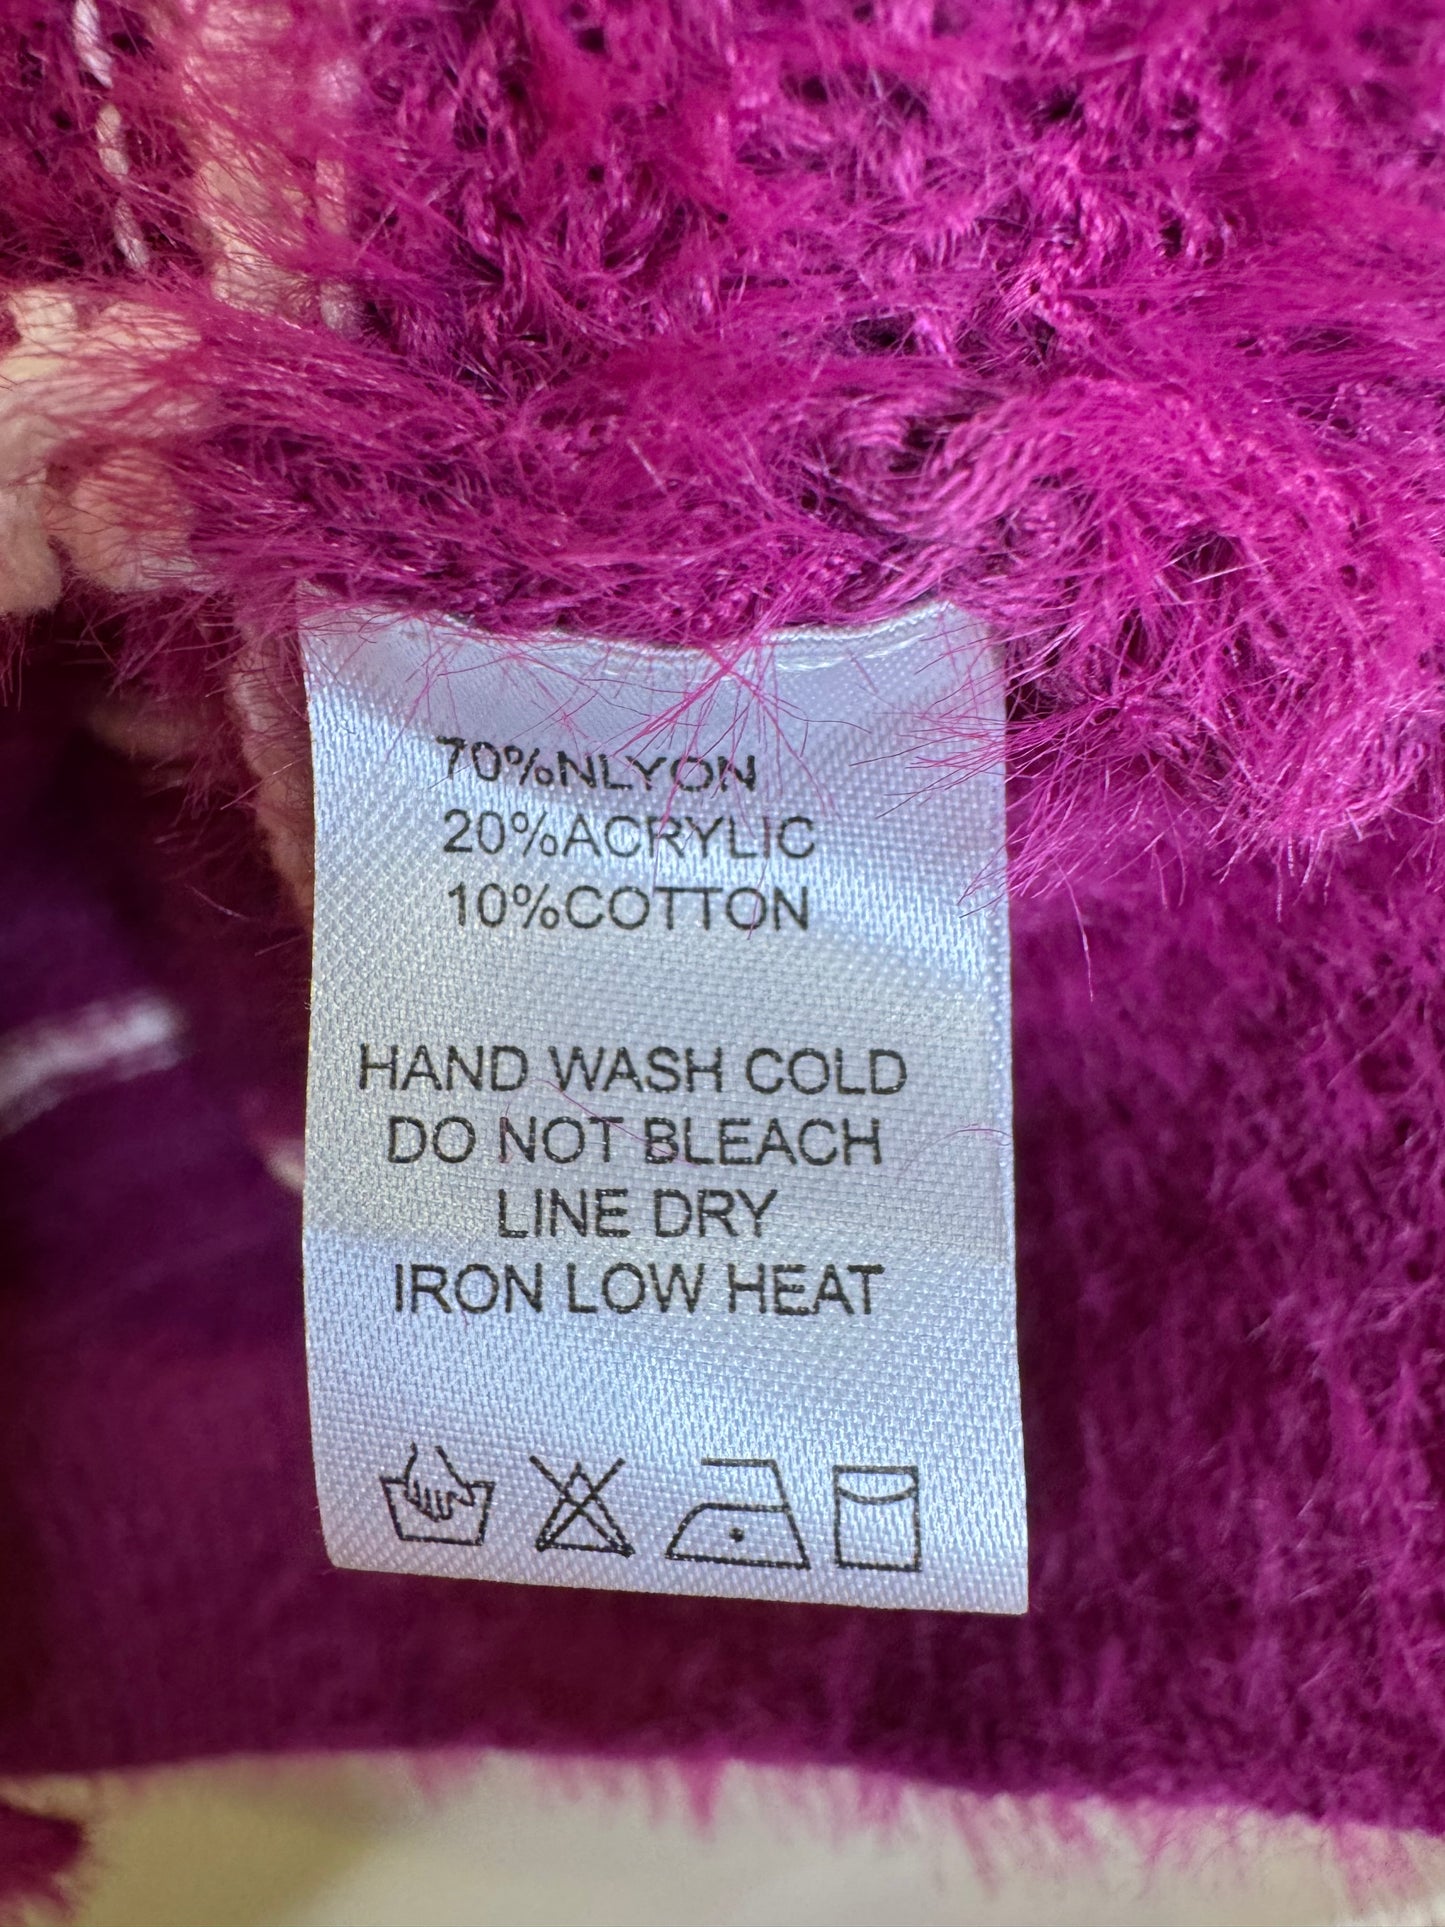 70%NLYON
20%ACRYLIC
10%COTTON
HAND WASH COLD
DO NOT BLEACH
LINE DRY
IRON LOW HEAT